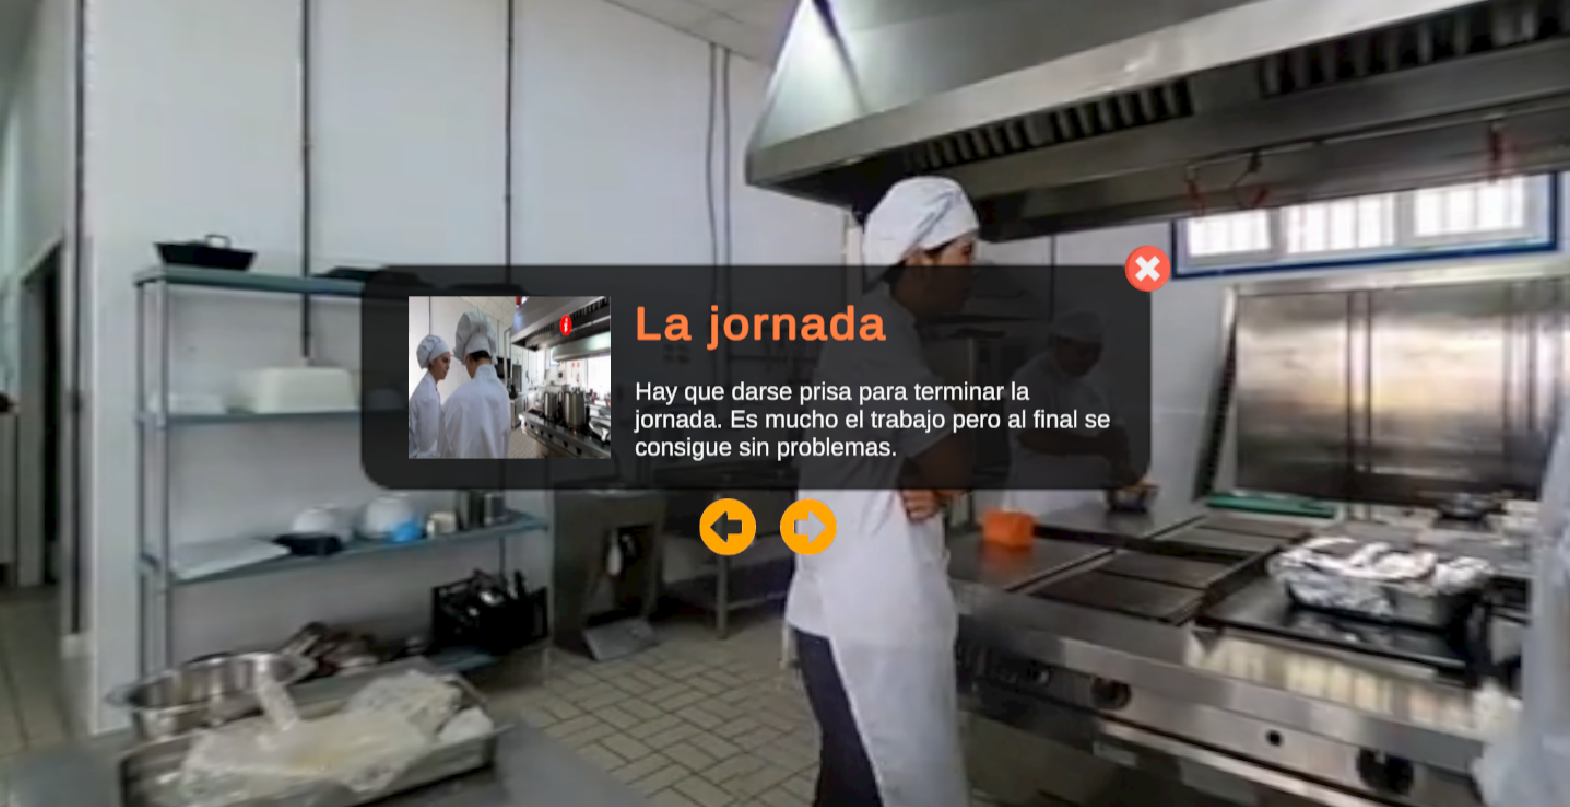 La jornada
Hay que darse prisa para terminar la
jornada. Es mucho el trabajo pero al final se
consigue sin problemas.